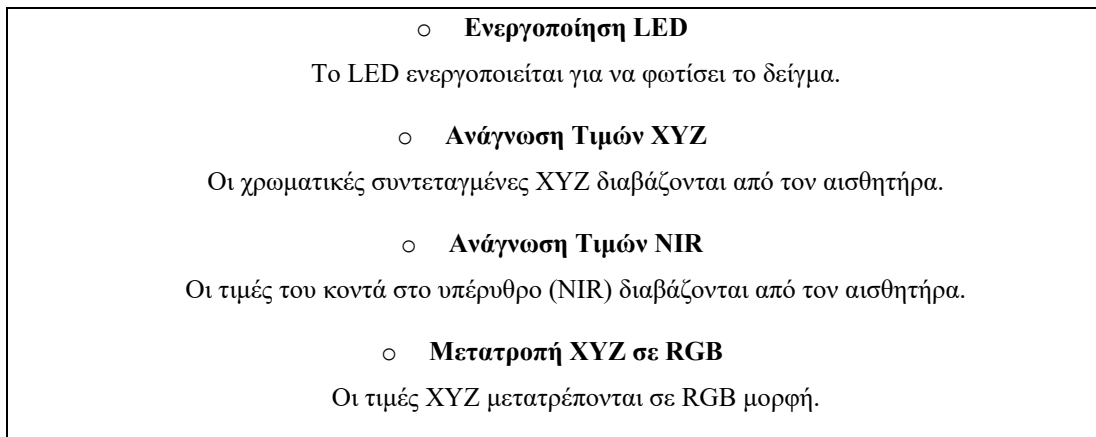 o Ενεργοποίηση LED
Το LED ενεργοποιείται για να φωτίσει το δείγμα.
o Ανάγνωση Τιμών XYZ
Οι χρωματικές συντεταγμένες XYZ διαβάζονται από τον αισθητήρα.
o Ανάγνωση Τιμών NIR
Οι τιμές του κοντά στο υπέρυθρο (NIR) διαβάζονται από τον αισθητήρα.
o Μετατροπή XYZ σε RGB
Οι τιμές XYZ μετατρέπονται σε RGB μορφή.